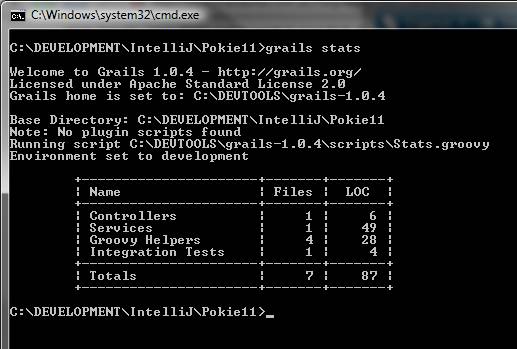 C:\Windows\system32\cmd.exe
C:\DEVELOPMENT\IntelliJ\Pokie11>grails stats
Welcome to Grails 1.0.4 - http://grails.org/
Licensed under Apache Standard License 2.0
Grails home is set to: C:\DEVTOOLS\grails-1.0.4
Base Directory: C:\DEVELOPMENT\IntelliJ\Pokie11
Note: No plugin scripts found
Running script C:\DEVTOOLS\grails-1.0.4\scripts\Stats.groovy
Environment set to development
+----------------------+-------+-------+
| Name | Files | LOC |
+----------------------+-------+-------+
| Controllers | 1 | 6 |
| Services | 1 | 49 |
| Groovy Helpers | 4 | 28 |
| Integration Tests | 1 | 4 |
+----------------------+-------+-------+
| Totals | 7 | 87 |
+----------------------+-------+-------+
C:\DEVELOPMENT\IntelliJ\Pokie11>_